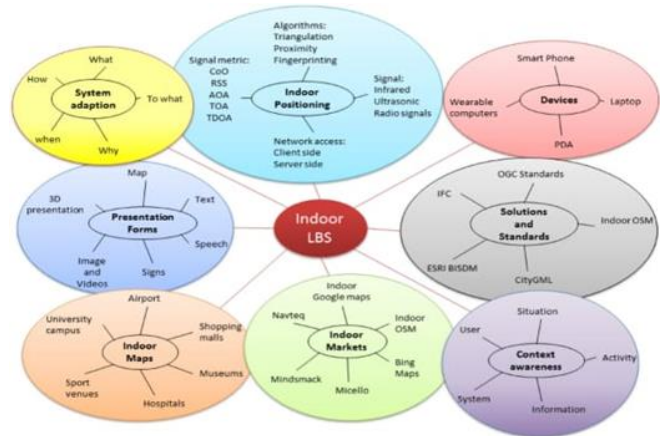 What
How
System
adaption
To what
when
Why
Algorithms:
Triangulation
Proximity
Fingerprinting
Signal metric:
CoO
RSS
AOA
TOA
TDOA
Indoor
Positioning
Signal:
Infrared
Ultrasonic
Radio signals
Network access:
Client side
Server side
Smart Phone
Wearable
computers
Devices
Laptop
PDA
Map
3D
presentation
Text
Presentation
Forms
Speech
Image
and
Videos
Signs
Indoor
LBS
OGC Standards
IFC
Solutions
and
Standards
Indoor OSM
ESRI BISDM
CityGML
Airport
University
campus
Shopping
malls
Indoor
Maps
Museums
Sport
venues
Hospitals
Indoor
Google maps
Navteq
Indoor
OSM
Indoor
Markets
Bing
Maps
Mindsmack
Micello
Situation
User
Context
awareness
Activity
System
Information